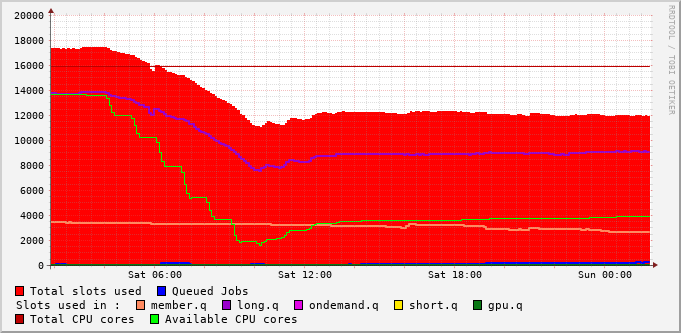 20000
18000
16000
14000
12000
10000
8000
6000
4000
2000
0
Sat 06:00 Sat 12:00 Sat 18:00 Sun 00:00
Total slots used Queued Jobs
Slots used in : member.q long.q ondemand.q short.q gpu.q
Total CPU cores Available CPU cores
RRDTOOL / TOBI OETIKER